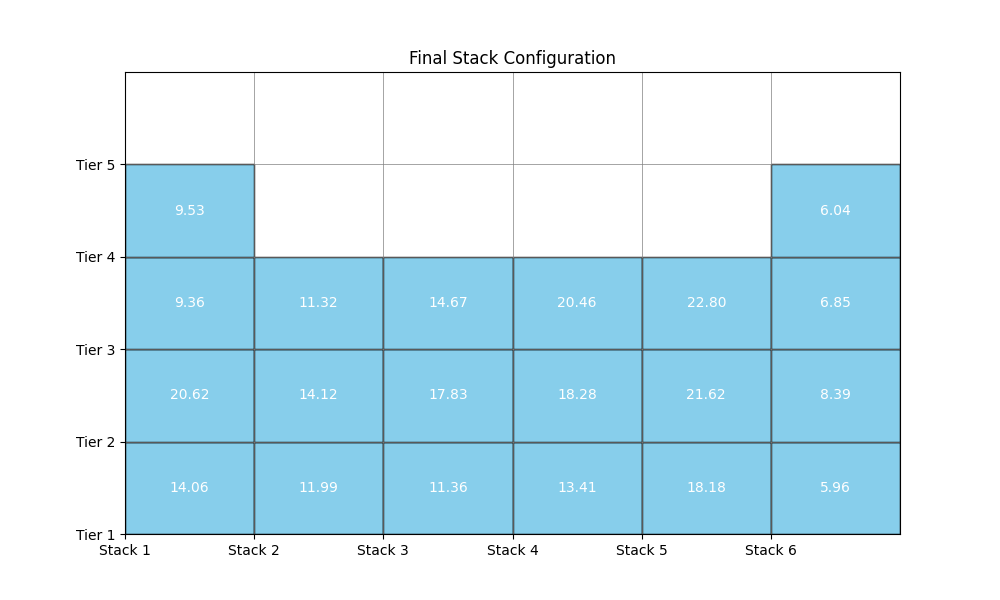 Final Stack Configuration
Tier 5
9.53 6.04
Tier 4
9.36 11.32 14.67 20.46 22.80 6.85
Tier 3
20.62 14.12 17.83 18.28 21.62 8.39
Tier 2
14.06 11.99 11.36 13.41 18.18 5.96
Tier 1
Stack 1 Stack 2 Stack 3 Stack 4 Stack 5 Stack 6